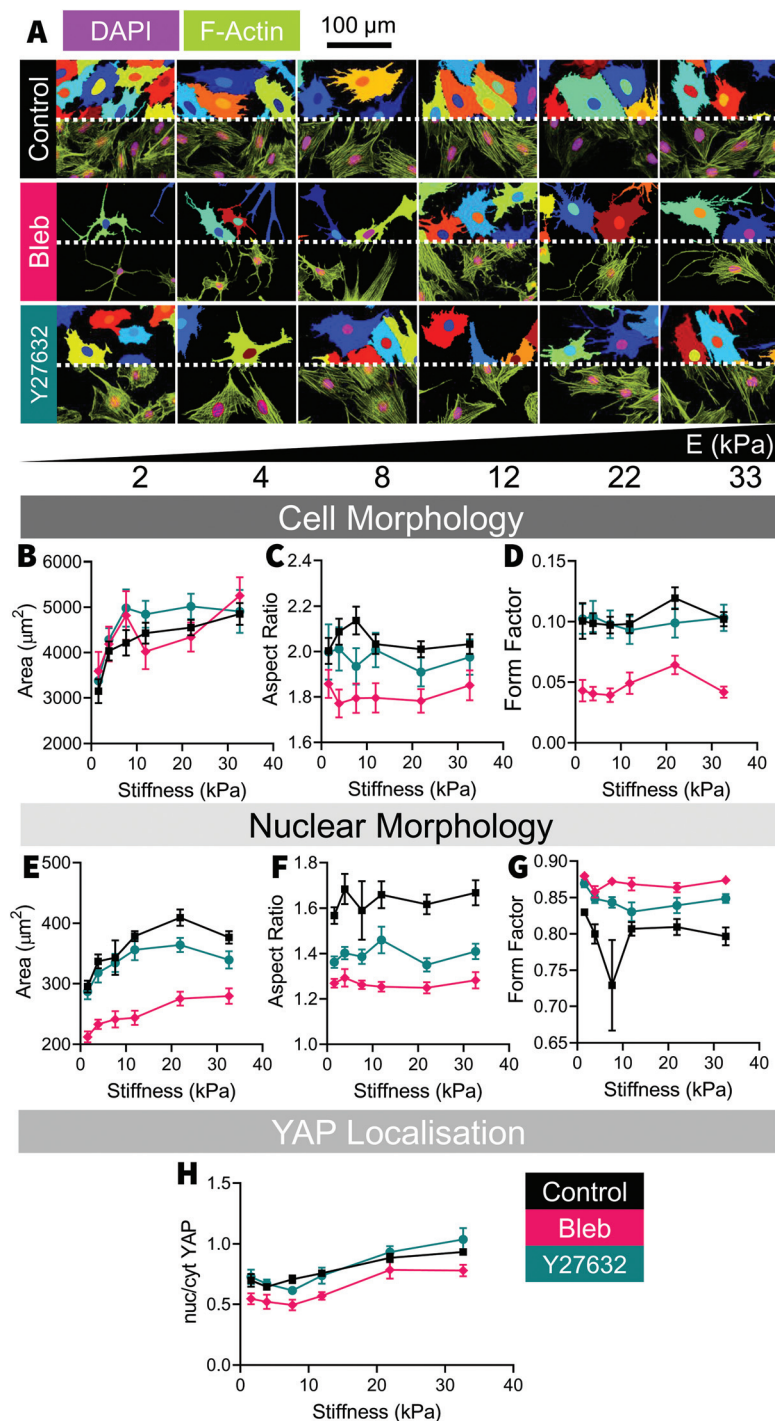 A DAPI F-Actin 100 µm
Control
Bleb
Y27632
E (kPa)
2 4 8 12 22 33
Cell Morphology
B
Area (µm²)
6000
5000
4000
3000
2000
0 10 20 30 40
Stiffness (kPa)
C
Aspect Ratio
2.4
2.2
2.0
1.8
1.6
0 10 20 30 40
Stiffness (kPa)
D
Form Factor
0.15
0.10
0.05
0.00
0 10 20 30 40
Stiffness (kPa)
Nuclear Morphology
E
Area (µm²)
500
400
300
200
0 10 20 30 40
Stiffness (kPa)
F
Aspect Ratio
1.8
1.6
1.4
1.2
1.0
0 10 20 30 40
Stiffness (kPa)
G
Form Factor
0.90
0.85
0.80
0.75
0.70
0.65
0 10 20 30 40
Stiffness (kPa)
YAP Localisation
H
nuc/cyt YAP
1.5
1.0
0.5
0.0
0 10 20 30 40
Stiffness (kPa)
Control
Bleb
Y27632